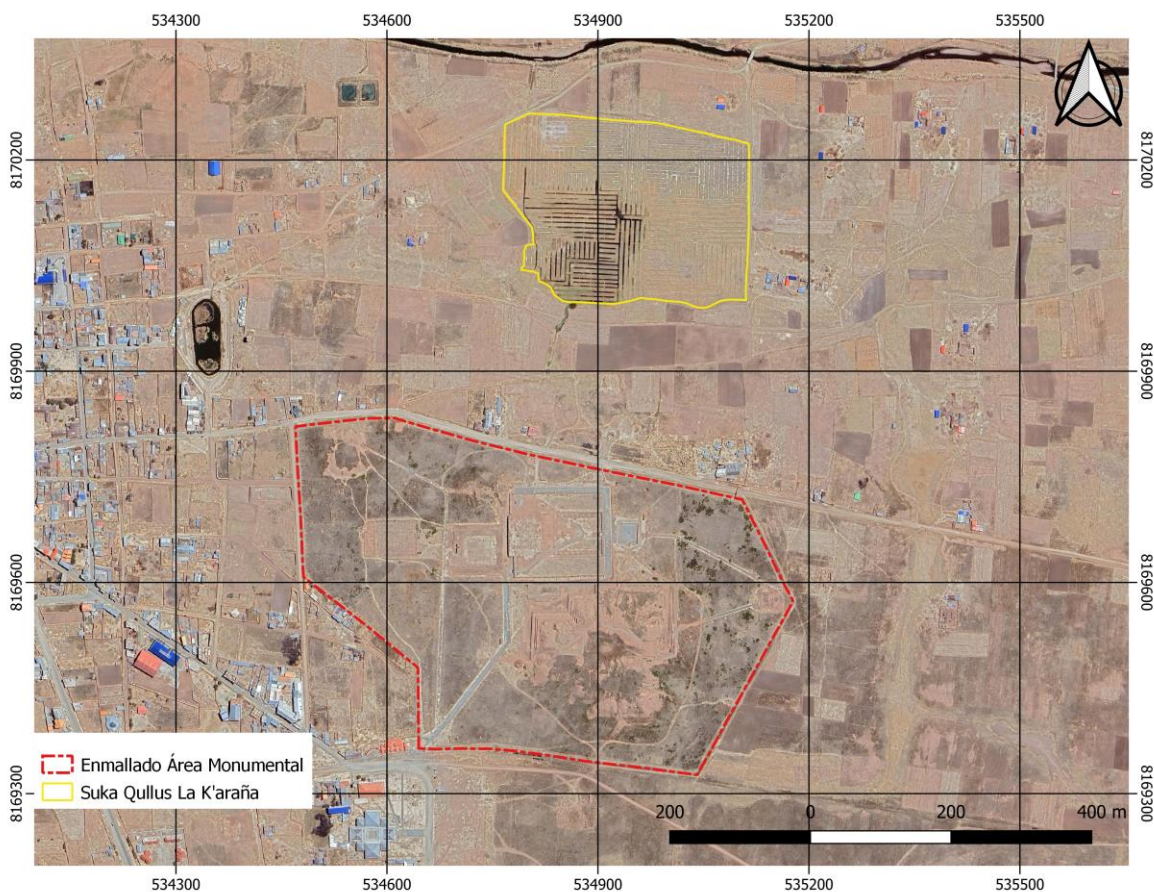 534300 534600 534900 535200 535500
8170200 8170200
8169900 8169900
8169600 8169600
Enmallado Área Monumental
Suka Qullus La K'araña
8169300 8169300
200 0 200 400 m
534300 534600 534900 535200 535500